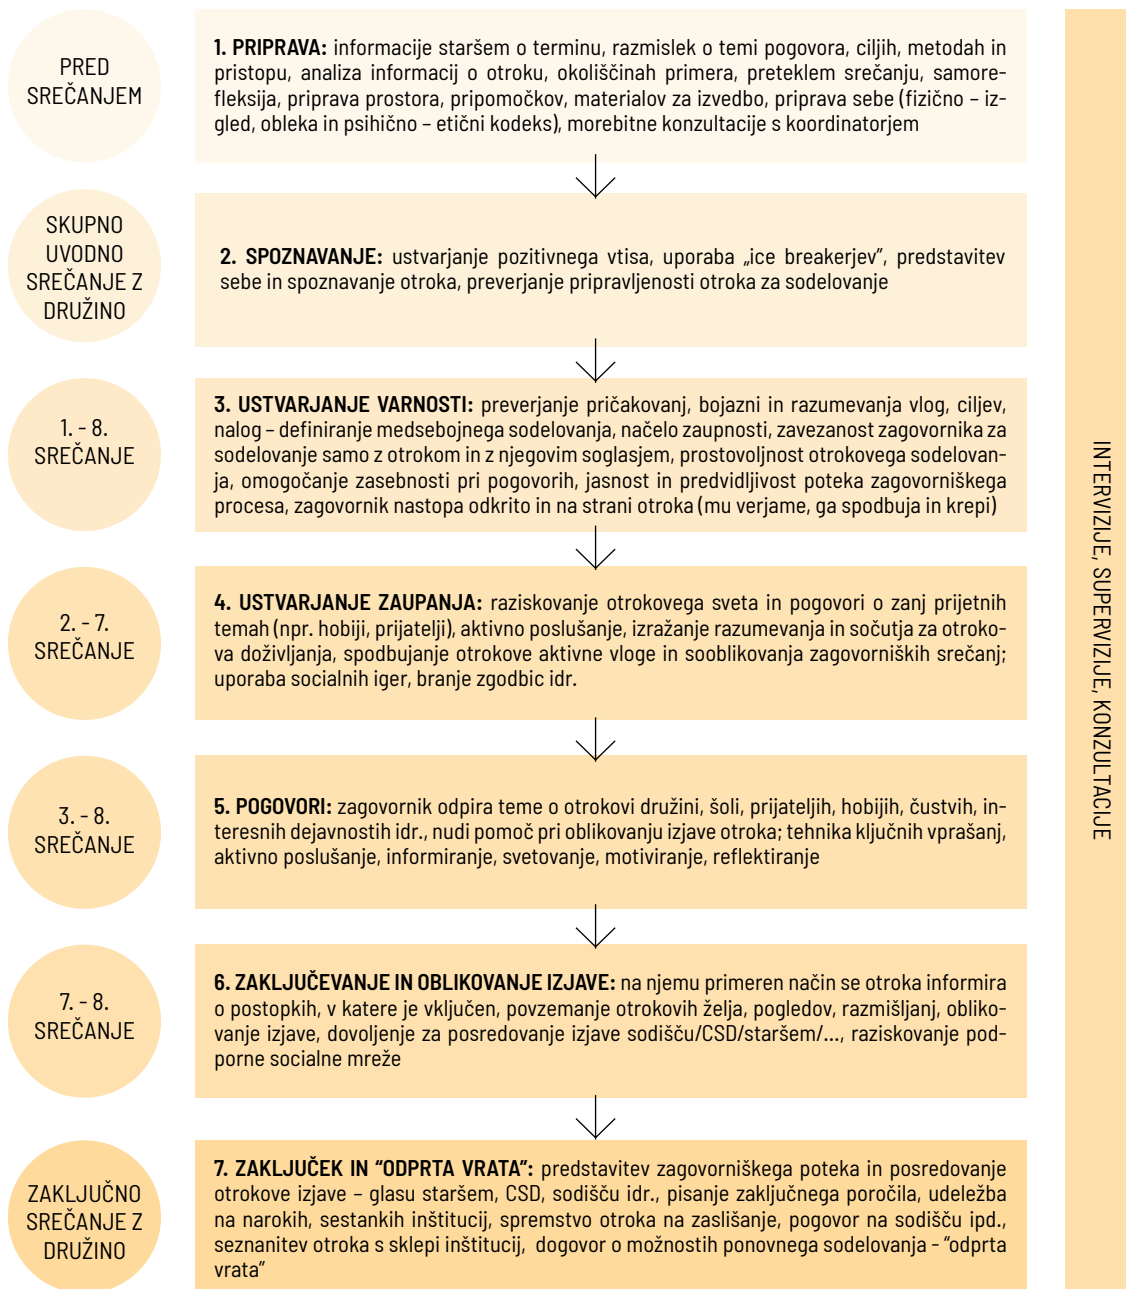 PRED
SREČANJEM
1. PRIPRAVA: informacije staršem o terminu, razmislek o temi pogovora, ciljih, metodah in
pristopu, analiza informacij o otroku, okoliščinah primera, preteklem srečanju, samore-
fleksija, priprava prostora, pripomočkov, materialov za izvedbo, priprava sebe (fizično – iz-
gled, obleka in psihično – etični kodeks), morebitne konzultacije s koordinatorjem
SKUPNO
UVODNO
SREČANJE Z
DRUŽINO
2. SPOZNAVANJE: ustvarjanje pozitivnega vtisa, uporaba „ice breakerjev”, predstavitev
sebe in spoznavanje otroka, preverjanje pripravljenosti otroka za sodelovanje
1. - 8.
SREČANJE
3. USTVARJANJE VARNOSTI: preverjanje pričakovanj, bojazni in razumevanja vlog, ciljev,
nalog – definiranje medsebojnega sodelovanja, načelo zaupnosti, zavezanost zagovornika za
sodelovanje samo z otrokom in z njegovim soglasjem, prostovoljnost otrokovega sodelovan-
ja, omogočanje zasebnosti pri pogovorih, jasnost in predvidljivost poteka zagovorniškega
procesa, zagovornik nastopa odkrito in na strani otroka (mu verjame, ga spodbuja in krepi)
2. - 7.
SREČANJE
4. USTVARJANJE ZAUPANJA: raziskovanje otrokovega sveta in pogovori o zanj prijetnih
temah (npr. hobiji, prijatelji), aktivno poslušanje, izražanje razumevanja in sočutja za otroko-
va doživljanja, spodbujanje otrokove aktivne vloge in sooblikovanja zagovorniških srečanj;
uporaba socialnih iger, branje zgodbic idr.
3. - 8.
SREČANJE
5. POGOVORI: zagovornik odpira teme o otrokovi družini, šoli, prijateljih, hobijih, čustvih, in-
teresnih dejavnostih idr., nudi pomoč pri oblikovanju izjave otroka; tehnika ključnih vprašanj,
aktivno poslušanje, informiranje, svetovanje, motiviranje, reflektiranje
7. - 8.
SREČANJE
6. ZAKLJUČEVANJE IN OBLIKOVANJE IZJAVE: na njemu primeren način se otroka informira
o postopkih, v katere je vključen, povzemanje otrokovih želja, pogledov, razmišljanj, obliko-
vanje izjave, dovoljenje za posredovanje izjave sodišču/CSD/staršem/..., raziskovanje pod-
porne socialne mreže
ZAKLJUČNO
SREČANJE Z
DRUŽINO
7. ZAKLJUČEK IN “ODPRTA VRATA”: predstavitev zagovorniškega poteka in posredovanje
otrokove izjave – glasu staršem, CSD, sodišču idr., pisanje zaključnega poročila, udeležba
na narokih, sestankih inštitucij, spremstvo otroka na zaslišanje, pogovor na sodišču ipd.,
seznanitev otroka s sklepi inštitucij, dogovor o možnostih ponovnega sodelovanja - “odprta
vrata”
INTERVIZIJE, SUPERVIZIJE, KONZULTACIJE